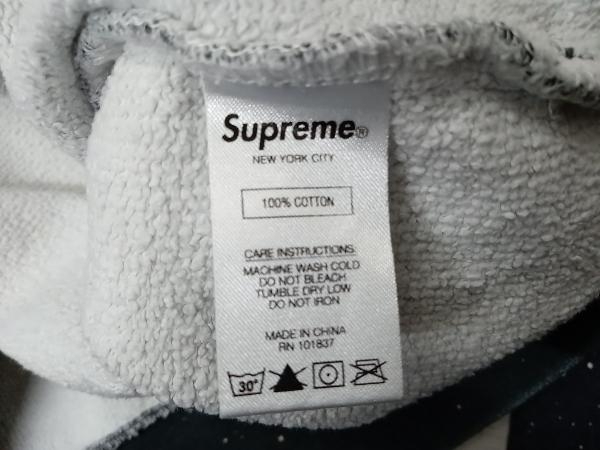 Supreme®
NEW YORK CITY
100% COTTON
CARE INSTRUCTIONS:
MACHINE WASH COLD
DO NOT BLEACH
TUMBLE DRY LOW
DO NOT IRON
MADE IN CHINA
RN 101837
30°